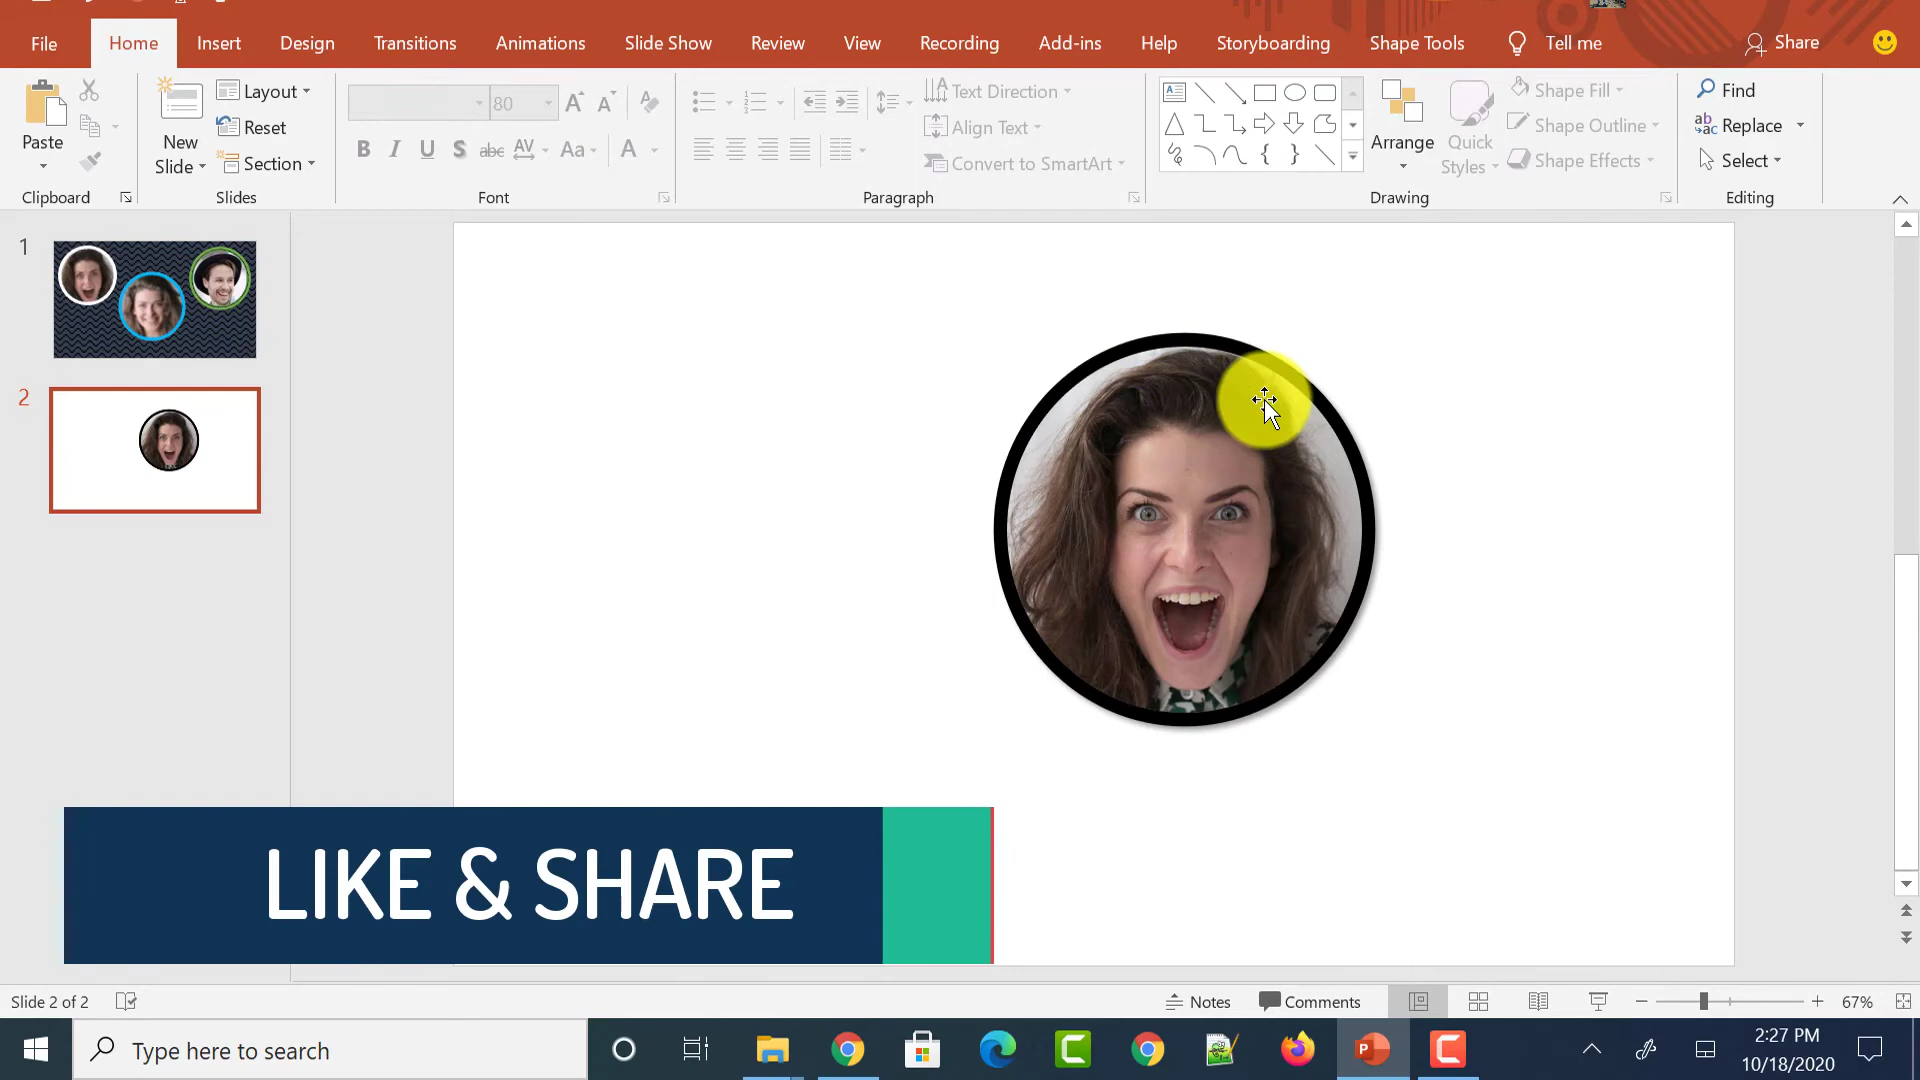 File Home Insert Design Transitions Animations Slide Show Review View Recording Add-ins Help Storyboarding Shape Tools Tell me Share
Paste
New Slide
Layout
Reset
Section
80
B I U S abc AV Aa A
Text Direction
Align Text
Convert to SmartArt
Arrange
Quick Styles
Shape Fill
Shape Outline
Shape Effects
Find
Replace
Select
Clipboard Slides Font Paragraph Drawing Editing
1
2
LIKE & SHARE
Slide 2 of 2 Notes Comments 67%
Type here to search
2:27 PM
10/18/2020